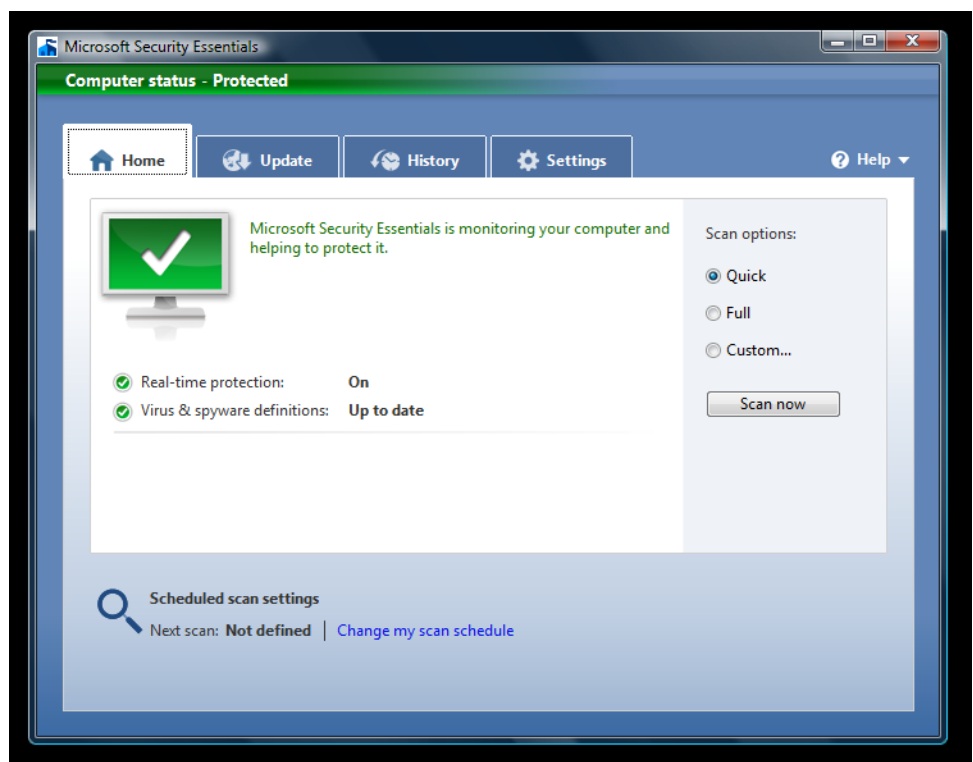 Microsoft Security Essentials
Computer status - Protected
Home
Update
History
Settings
Help
Microsoft Security Essentials is monitoring your computer and
helping to protect it.
Real-time protection: On
Virus & spyware definitions: Up to date
Scan options:
Quick
Full
Custom...
Scan now
Scheduled scan settings
Next scan: Not defined | Change my scan schedule